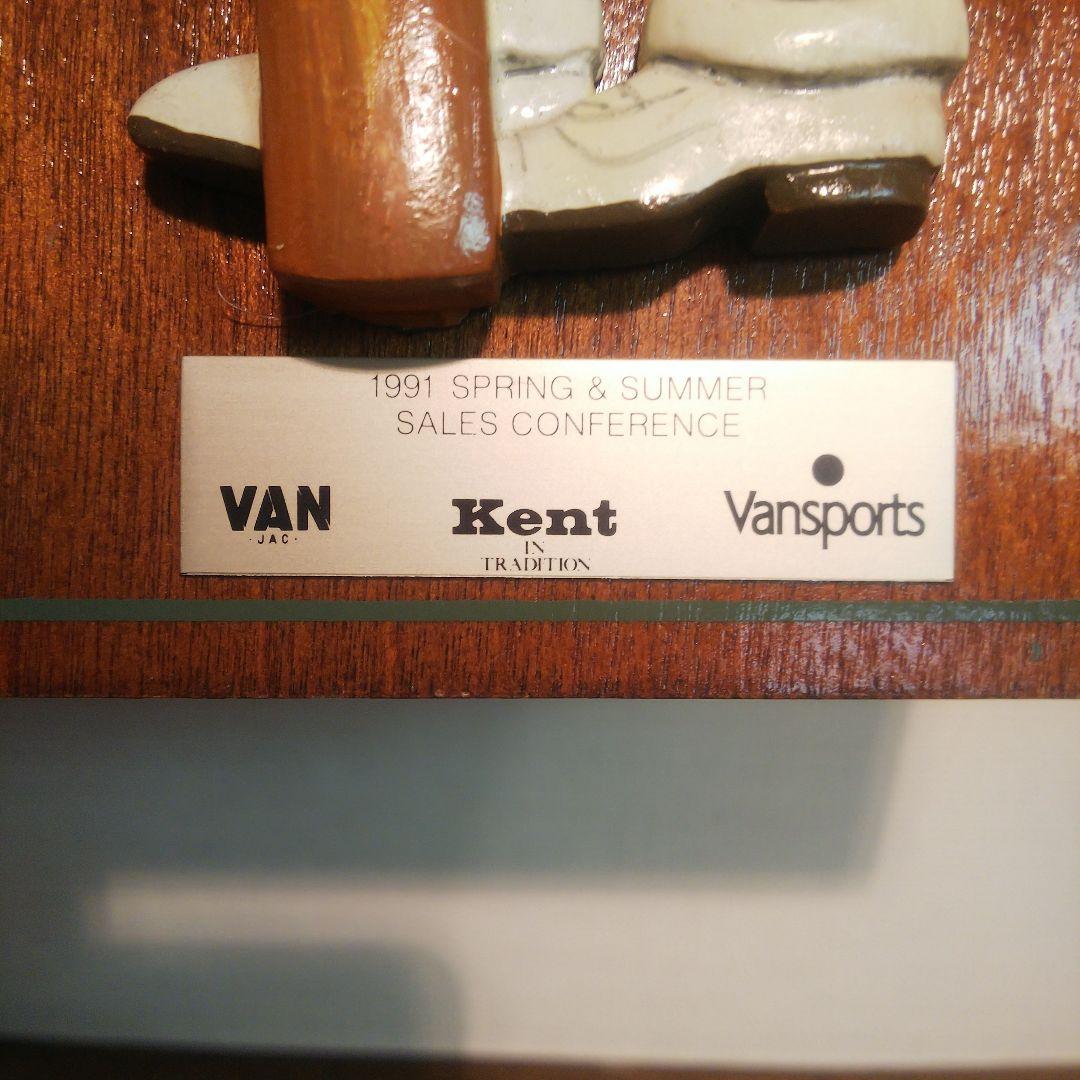 1991 SPRING & SUMMER
SALES CONFERENCE
VAN
·JAC·
Kent
IN
TRADITION
Vansports